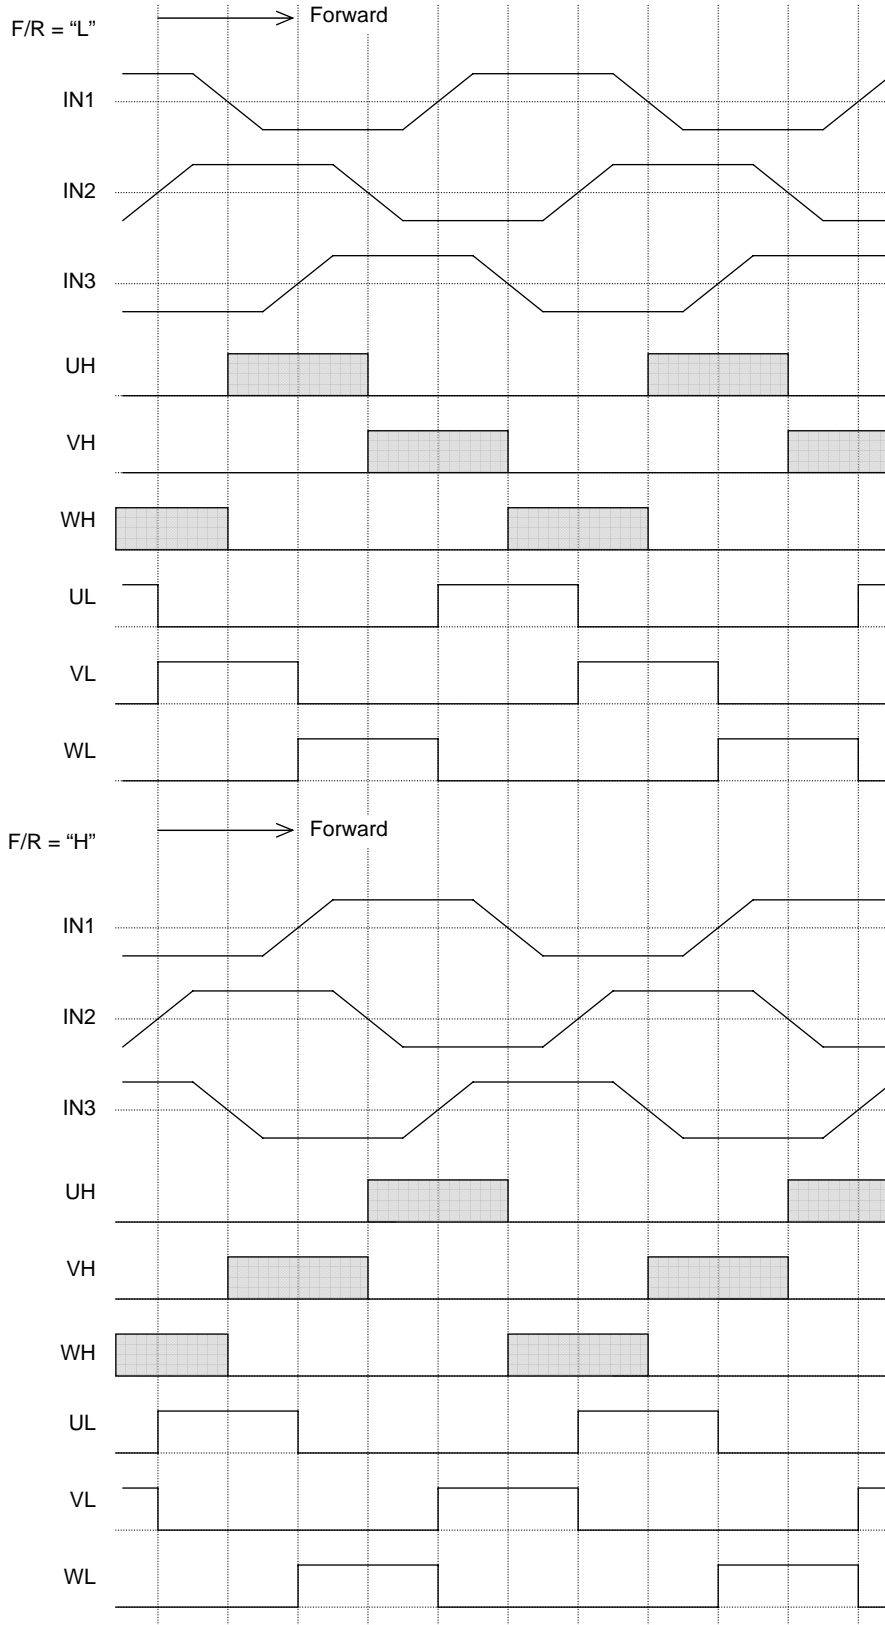 F/R = “L”
Forward
IN1
IN2
IN3
UH
VH
WH
UL
VL
WL
F/R = “H”
Forward
IN1
IN2
IN3
UH
VH
WH
UL
VL
WL